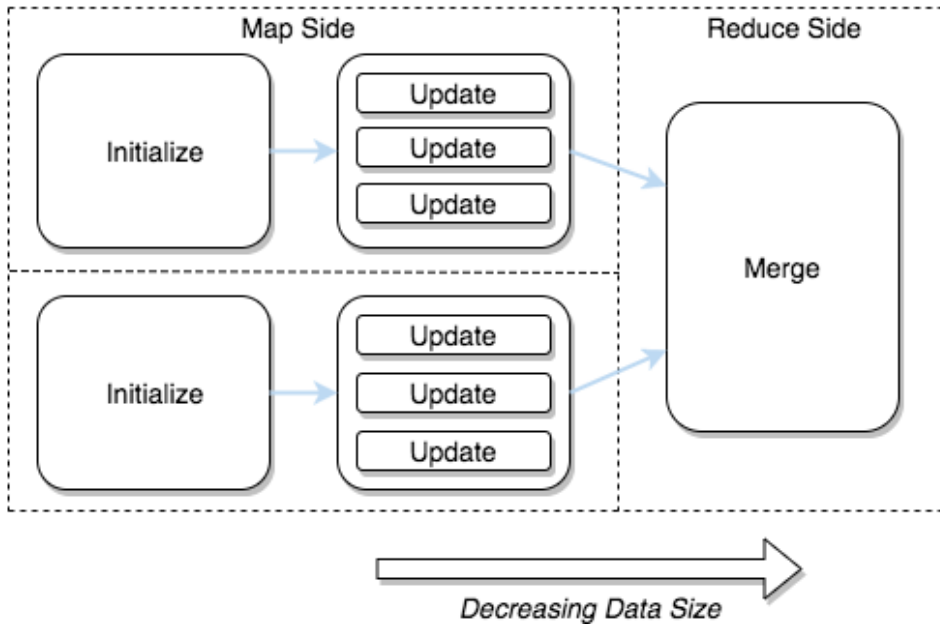 Map Side
Reduce Side
Initialize
Update
Update
Update
Merge
Initialize
Update
Update
Update
Decreasing Data Size